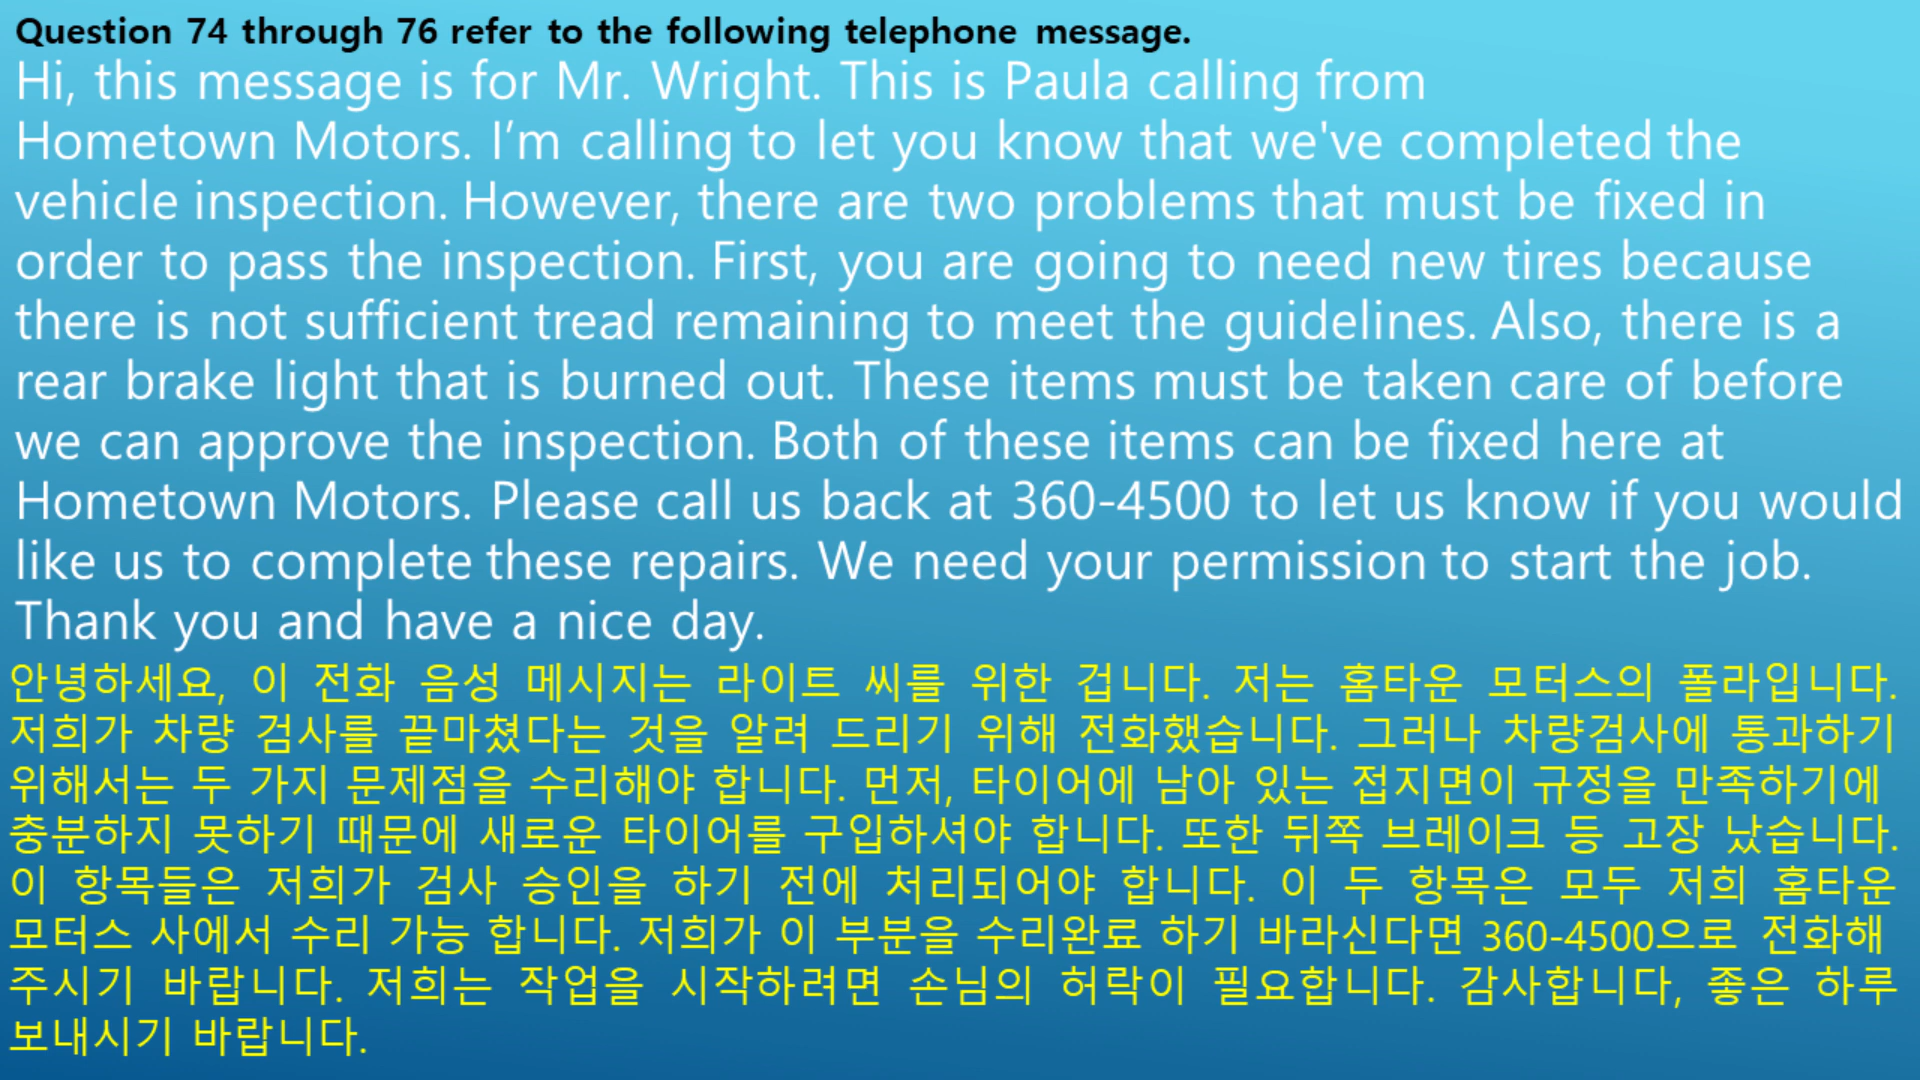 Question 74 through 76 refer to the following telephone message.
Hi, this message is for Mr. Wright. This is Paula calling from
Hometown Motors. I’m calling to let you know that we've completed the
vehicle inspection. However, there are two problems that must be fixed in
order to pass the inspection. First, you are going to need new tires because
there is not sufficient tread remaining to meet the guidelines. Also, there is a
rear brake light that is burned out. These items must be taken care of before
we can approve the inspection. Both of these items can be fixed here at
Hometown Motors. Please call us back at 360-4500 to let us know if you would
like us to complete these repairs. We need your permission to start the job.
Thank you and have a nice day.
안녕하세요, 이 전화 음성 메시지는 라이트 씨를 위한 겁니다. 저는 홈타운 모터스의 폴라입니다.
저희가 차량 검사를 끝마쳤다는 것을 알려 드리기 위해 전화했습니다. 그러나 차량검사에 통과하기
위해서는 두 가지 문제점을 수리해야 합니다. 먼저, 타이어에 남아 있는 접지면이 규정을 만족하기에
충분하지 못하기 때문에 새로운 타이어를 구입하셔야 합니다. 또한 뒤쪽 브레이크 등 고장 났습니다.
이 항목들은 저희가 검사 승인을 하기 전에 처리되어야 합니다. 이 두 항목은 모두 저희 홈타운
모터스 사에서 수리 가능 합니다. 저희가 이 부분을 수리완료 하기 바라신다면 360-4500으로 전화해
주시기 바랍니다. 저희는 작업을 시작하려면 손님의 허락이 필요합니다. 감사합니다, 좋은 하루
보내시기 바랍니다.